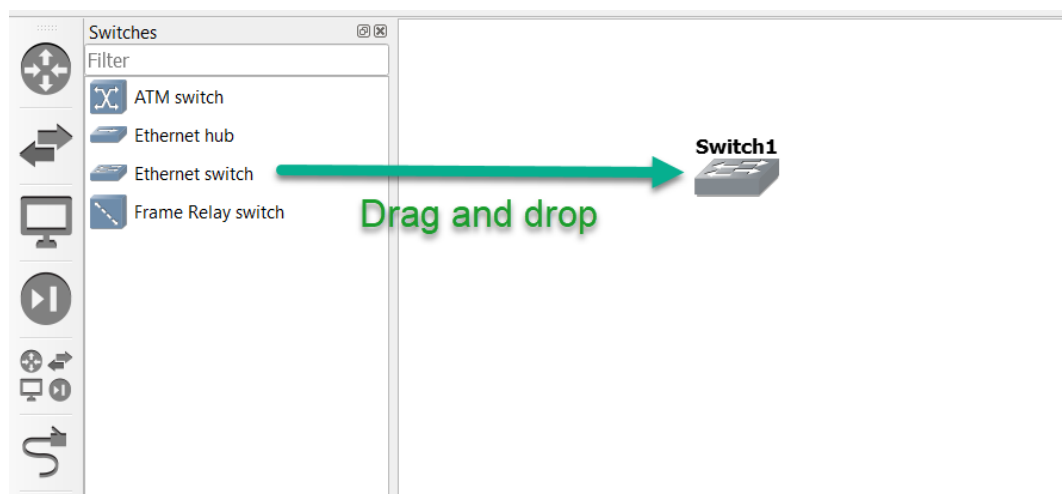 Switches
Filter
ATM switch
Ethernet hub
Ethernet switch
Frame Relay switch
Switch1
Drag and drop